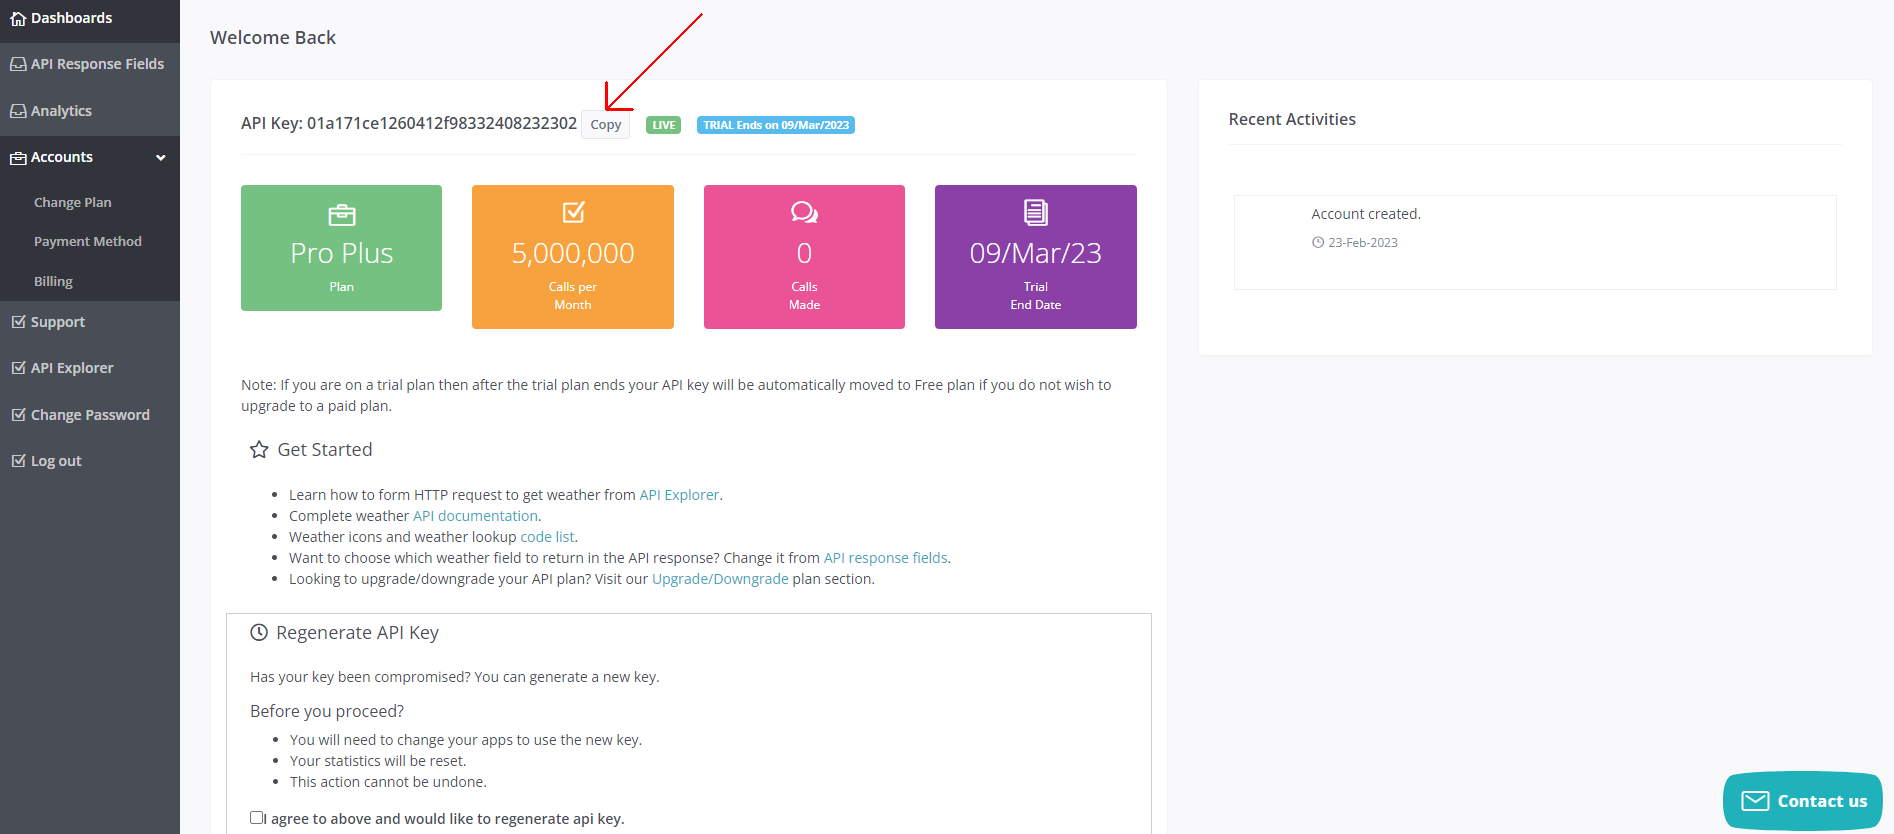 Dashboards
API Response Fields
Analytics
Accounts
Change Plan
Payment Method
Billing
Support
API Explorer
Change Password
Log out
Welcome Back
API Key: 01a171ce1260412f98332408232302 Copy LIVE TRIAL Ends on 09/Mar/2023
Pro Plus
Plan
5,000,000
Calls per
Month
0
Calls
Made
09/Mar/23
Trial
End Date
Note: If you are on a trial plan then after the trial plan ends your API key will be automatically moved to Free plan if you do not wish to
upgrade to a paid plan.
Get Started
• Learn how to form HTTP request to get weather from API Explorer.
• Complete weather API documentation.
• Weather icons and weather lookup code list.
• Want to choose which weather field to return in the API response? Change it from API response fields.
• Looking to upgrade/downgrade your API plan? Visit our Upgrade/Downgrade plan section.
Regenerate API Key
Has your key been compromised? You can generate a new key.
Before you proceed?
• You will need to change your apps to use the new key.
• Your statistics will be reset.
• This action cannot be undone.
I agree to above and would like to regenerate api key.
Recent Activities
Account created.
23-Feb-2023
Contact us